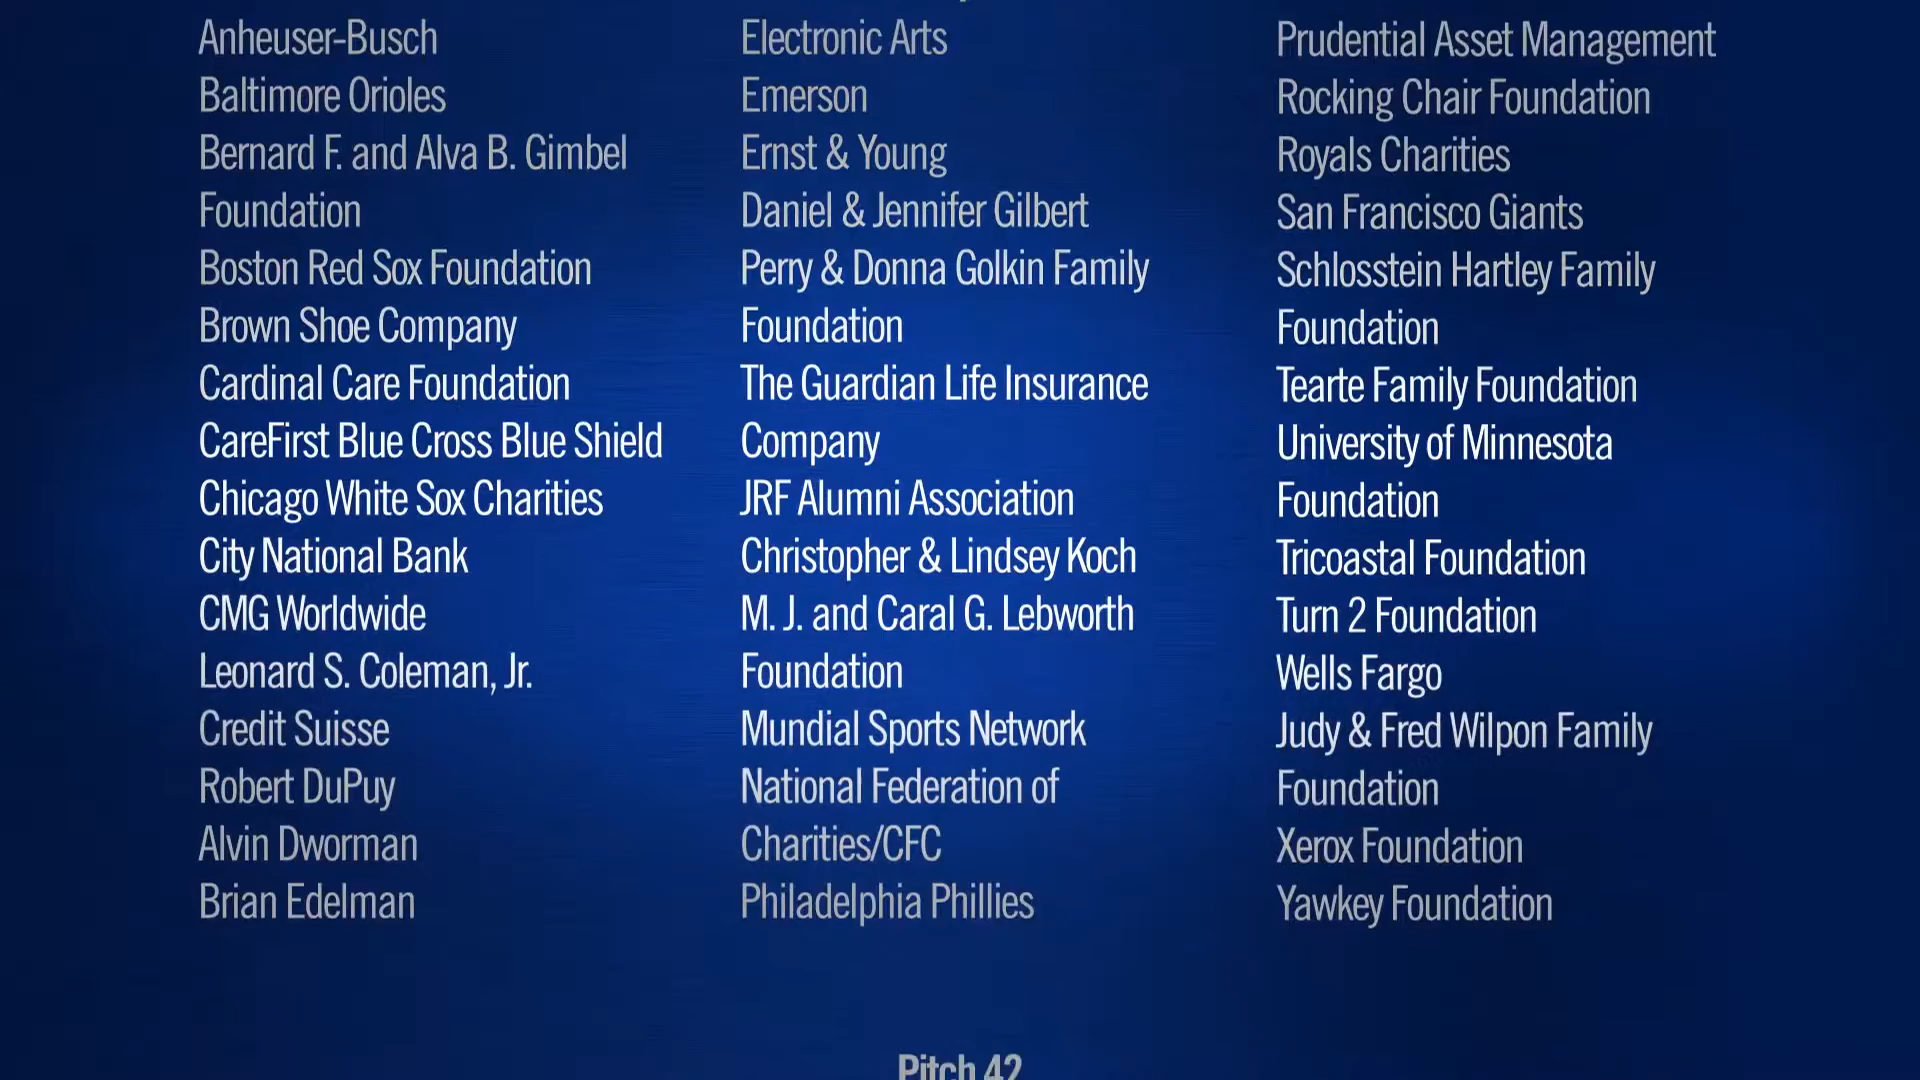 Anheuser-Busch
Baltimore Orioles
Bernard F. and Alva B. Gimbel
Foundation
Boston Red Sox Foundation
Brown Shoe Company
Cardinal Care Foundation
CareFirst Blue Cross Blue Shield
Chicago White Sox Charities
City National Bank
CMG Worldwide
Leonard S. Coleman, Jr.
Credit Suisse
Robert DuPuy
Alvin Dworman
Brian Edelman
Electronic Arts
Emerson
Ernst & Young
Daniel & Jennifer Gilbert
Perry & Donna Golkin Family
Foundation
The Guardian Life Insurance
Company
JRF Alumni Association
Christopher & Lindsey Koch
M. J. and Caral G. Lebworth
Foundation
Mundial Sports Network
National Federation of
Charities/CFC
Philadelphia Phillies
Prudential Asset Management
Rocking Chair Foundation
Royals Charities
San Francisco Giants
Schlosstein Hartley Family
Foundation
Tearte Family Foundation
University of Minnesota
Foundation
Tricoastal Foundation
Turn 2 Foundation
Wells Fargo
Judy & Fred Wilpon Family
Foundation
Xerox Foundation
Yawkey Foundation
Pitch 42